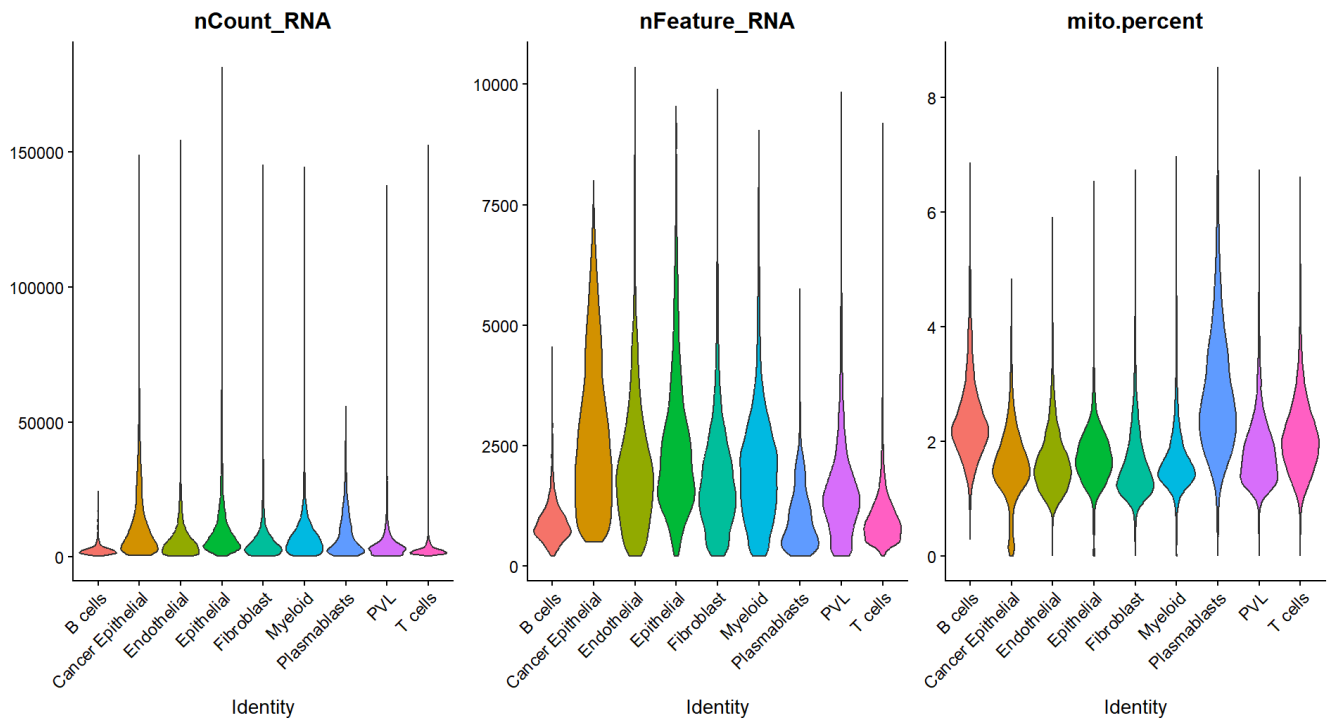 nCount_RNA
150000
100000
50000
0
B cells
Cancer Epithelial
Endothelial
Epithelial
Fibroblast
Myeloid
Plasmablasts
PVL
T cells
Identity
nFeature_RNA
10000
7500
5000
2500
0
B cells
Cancer Epithelial
Endothelial
Epithelial
Fibroblast
Myeloid
Plasmablasts
PVL
T cells
Identity
mito.percent
8
6
4
2
0
B cells
Cancer Epithelial
Endothelial
Epithelial
Fibroblast
Myeloid
Plasmablasts
PVL
T cells
Identity